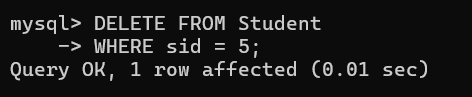 mysql> DELETE FROM Student
    -> WHERE sid = 5;
Query OK, 1 row affected (0.01 sec)